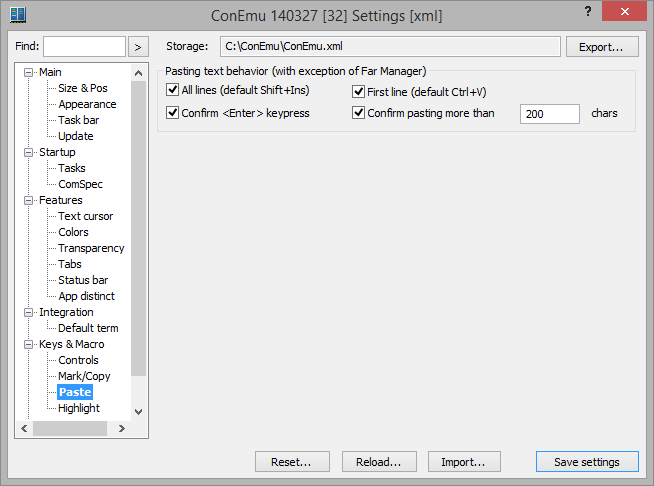 ConEmu 140327 [32] Settings [xml]
?
Find: > Storage: C:\ConEmu\ConEmu.xml Export...
Main
Size & Pos
Appearance
Task bar
Update
Startup
Tasks
ComSpec
Features
Text cursor
Colors
Transparency
Tabs
Status bar
App distinct
Integration
Default term
Keys & Macro
Controls
Mark/Copy
Paste
Highlight
Pasting text behavior (with exception of Far Manager)
All lines (default Shift+Ins) First line (default Ctrl+V)
Confirm <Enter> keypress Confirm pasting more than 200 chars
Reset... Reload... Import... Save settings